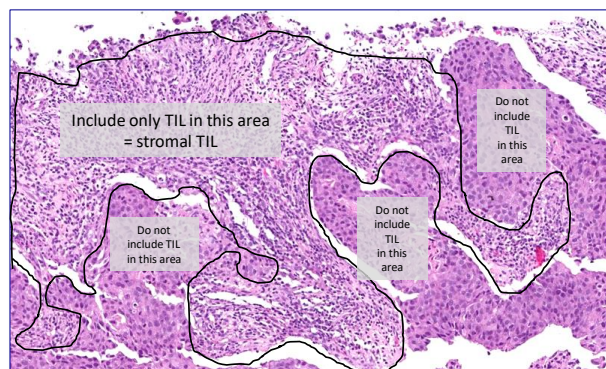 Include only TIL in this area
= stromal TIL
Do not
include
TIL
in this
area
Do not
include TIL
in this area
Do not
include
TIL
in this
area